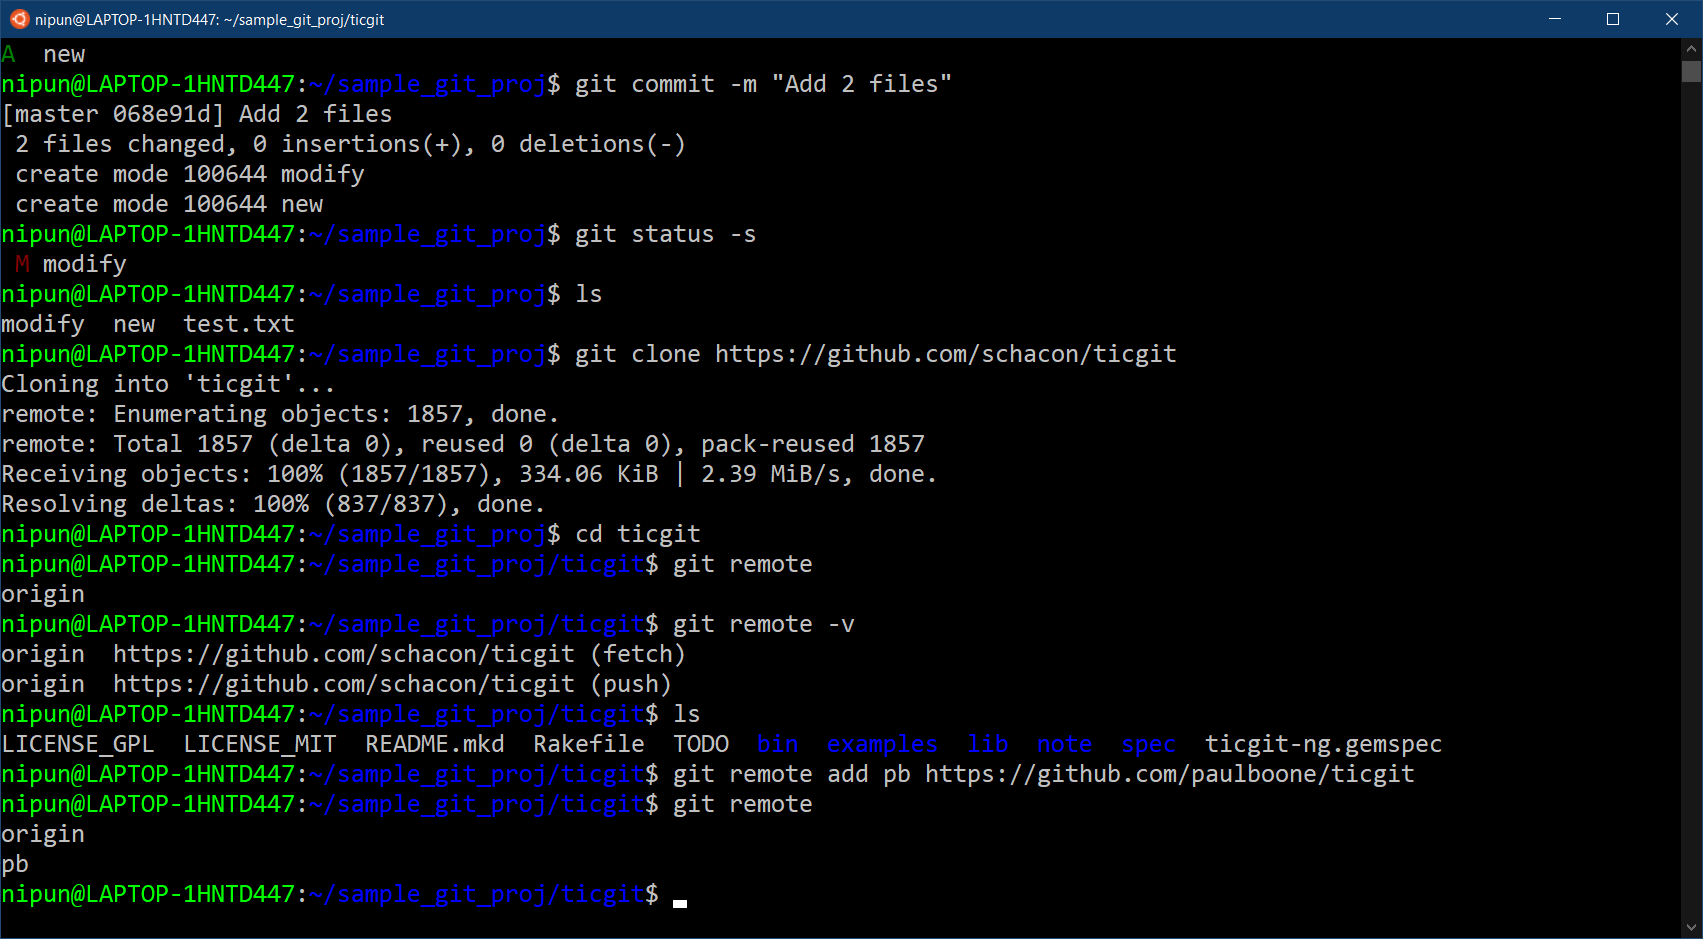 nipun@LAPTOP-1HNTD447: ~/sample_git_proj/ticgit
A  new
nipun@LAPTOP-1HNTD447:~/sample_git_proj$ git commit -m "Add 2 files"
[master 068e91d] Add 2 files
 2 files changed, 0 insertions(+), 0 deletions(-)
 create mode 100644 modify
 create mode 100644 new
nipun@LAPTOP-1HNTD447:~/sample_git_proj$ git status -s
 M modify
nipun@LAPTOP-1HNTD447:~/sample_git_proj$ ls
modify  new  test.txt
nipun@LAPTOP-1HNTD447:~/sample_git_proj$ git clone https://github.com/schacon/ticgit
Cloning into 'ticgit'...
remote: Enumerating objects: 1857, done.
remote: Total 1857 (delta 0), reused 0 (delta 0), pack-reused 1857
Receiving objects: 100% (1857/1857), 334.06 KiB | 2.39 MiB/s, done.
Resolving deltas: 100% (837/837), done.
nipun@LAPTOP-1HNTD447:~/sample_git_proj$ cd ticgit
nipun@LAPTOP-1HNTD447:~/sample_git_proj/ticgit$ git remote
origin
nipun@LAPTOP-1HNTD447:~/sample_git_proj/ticgit$ git remote -v
origin  https://github.com/schacon/ticgit (fetch)
origin  https://github.com/schacon/ticgit (push)
nipun@LAPTOP-1HNTD447:~/sample_git_proj/ticgit$ ls
LICENSE_GPL  LICENSE_MIT  README.mkd  Rakefile  TODO  bin  examples  lib  note  spec  ticgit-ng.gemspec
nipun@LAPTOP-1HNTD447:~/sample_git_proj/ticgit$ git remote add pb https://github.com/paulboone/ticgit
nipun@LAPTOP-1HNTD447:~/sample_git_proj/ticgit$ git remote
origin
pb
nipun@LAPTOP-1HNTD447:~/sample_git_proj/ticgit$